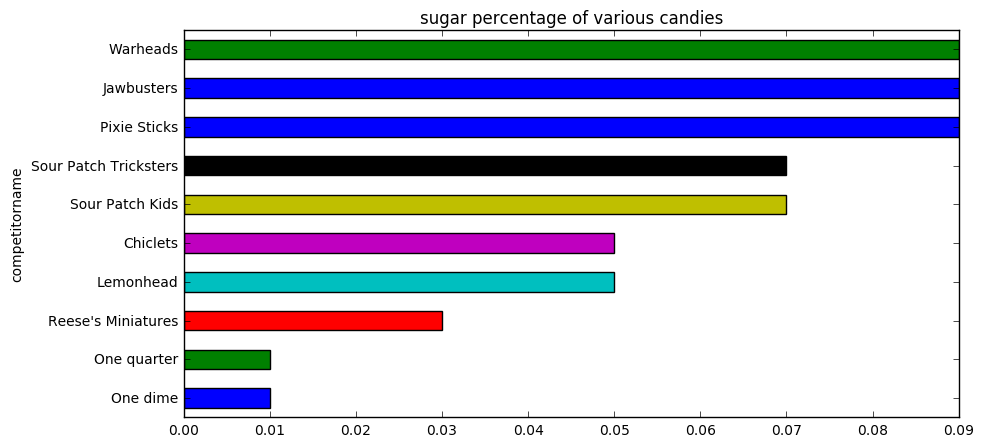 sugar percentage of various candies
competitorname
Warheads
Jawbusters
Pixie Sticks
Sour Patch Tricksters
Sour Patch Kids
Chiclets
Lemonhead
Reese's Miniatures
One quarter
One dime
0.00 0.01 0.02 0.03 0.04 0.05 0.06 0.07 0.08 0.09